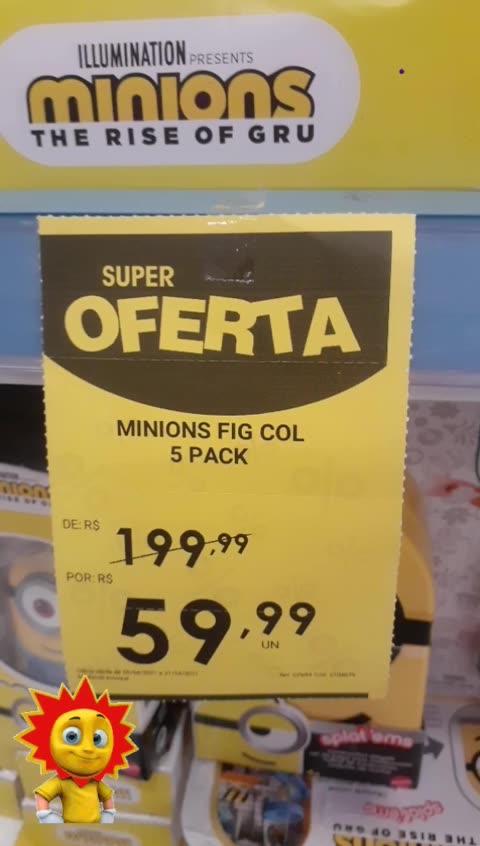 ILLUMINATION PRESENTS
minions
THE RISE OF GRU
SUPER
OFERTA
MINIONS FIG COL
5 PACK
DE: R$ 199,99
POR: R$
59,99
UN
splat'ems